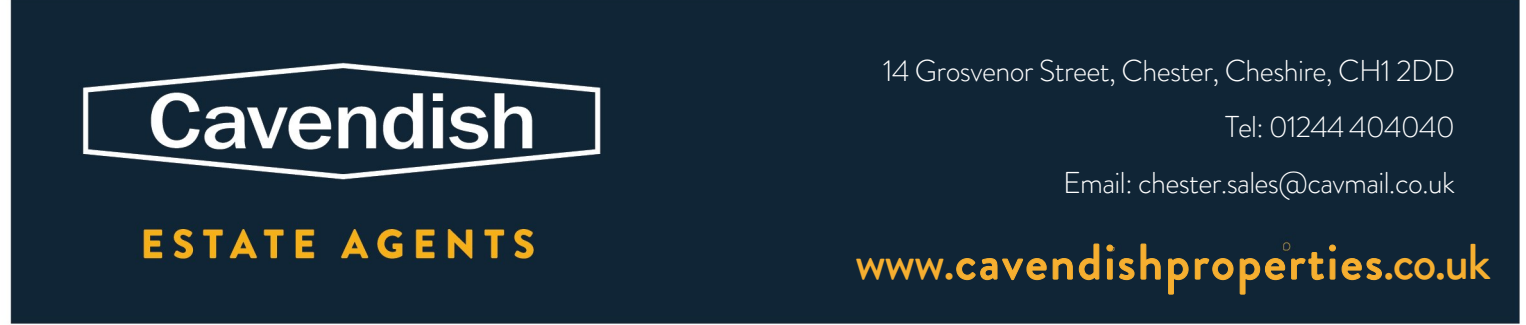 Cavendish
ESTATE AGENTS
14 Grosvenor Street, Chester, Cheshire, CH1 2DD
Tel: 01244 404040
Email: chester.sales@cavmail.co.uk
www.cavendishproperties.co.uk